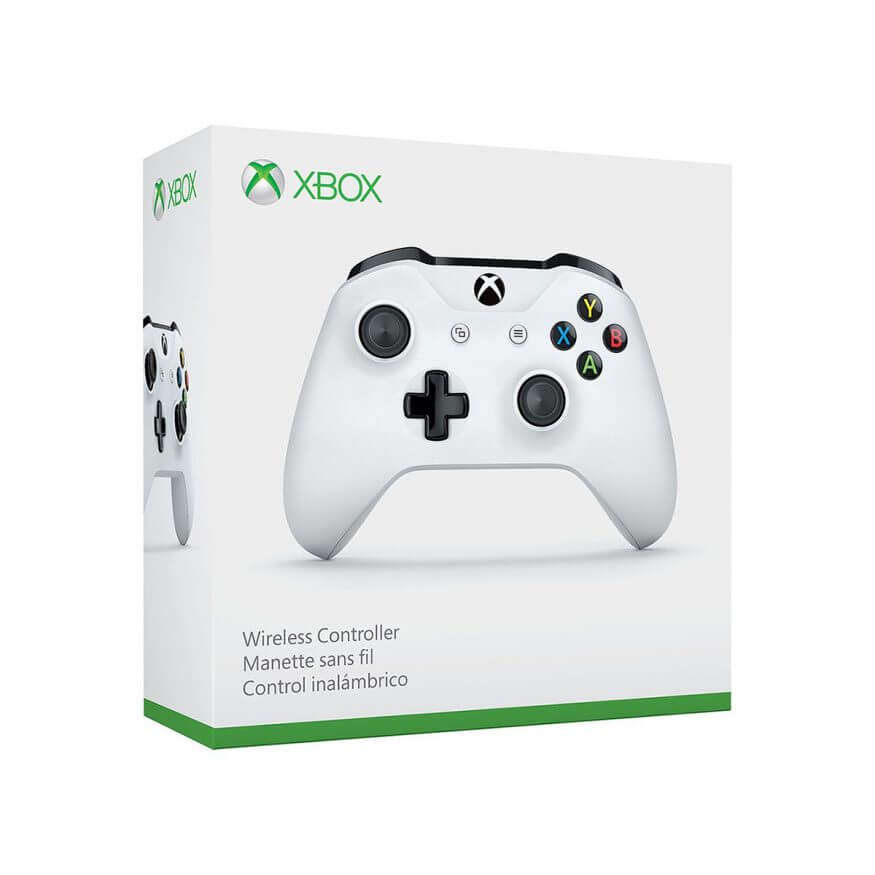 XBOX
XBOX
Y
X B
A
Wireless Controller
Manette sans fil
Control inalámbrico